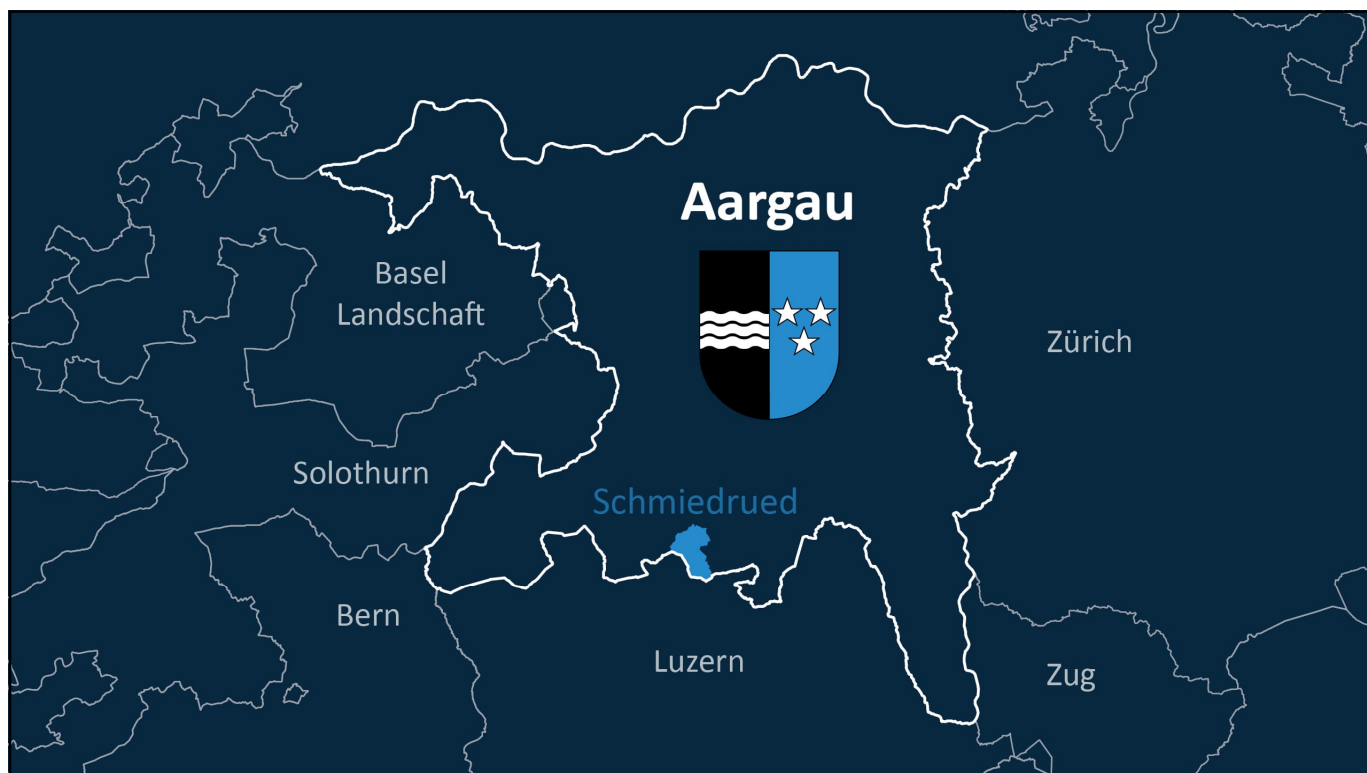 Aargau
Basel
Landschaft
Zürich
Solothurn
Schmiedrued
Bern
Luzern
Zug